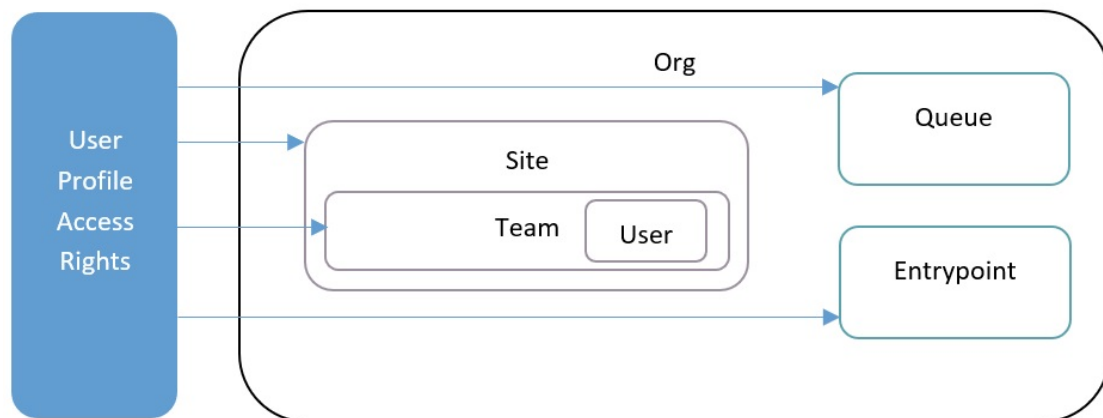 User
Profile
Access
Rights
Org
Site
Team
User
Queue
Entrypoint